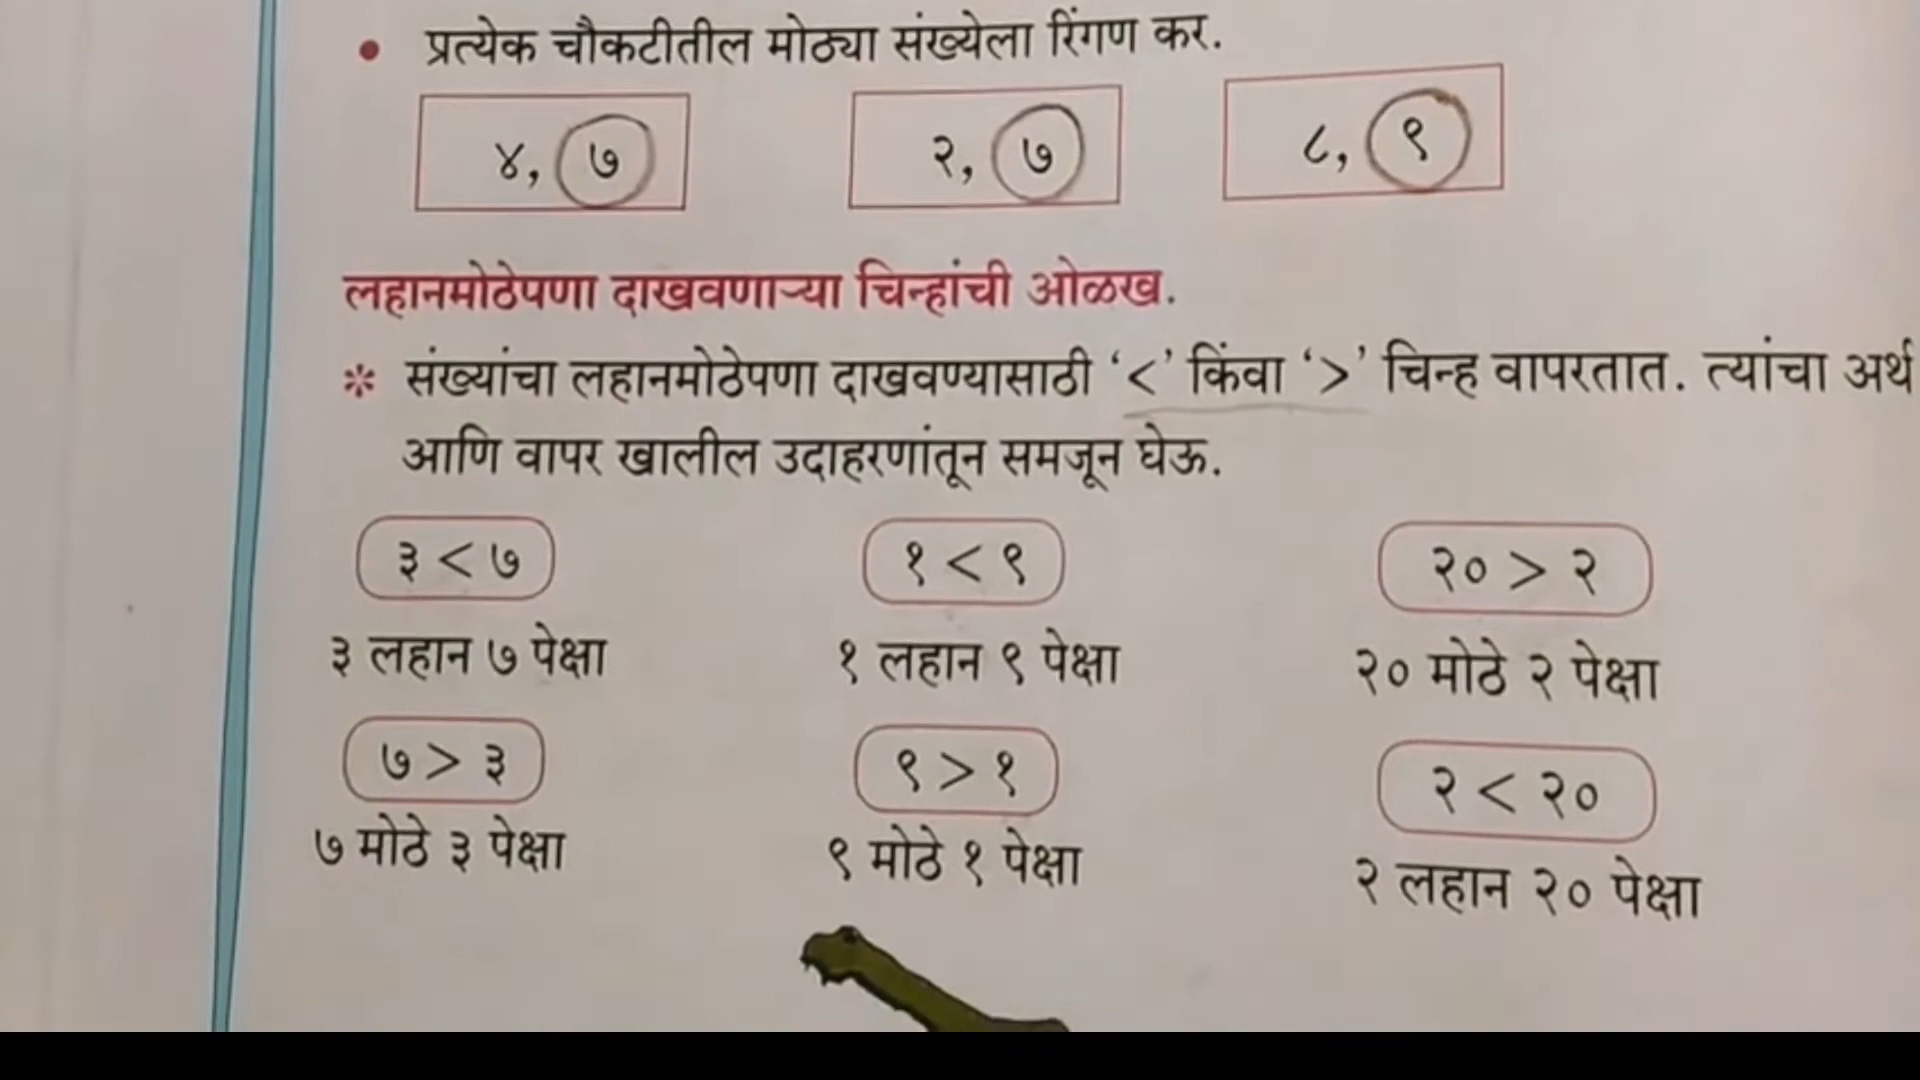 • प्रत्येक चौकटीतील मोठ्या संख्येला रिंगण कर.
४, ७ २, ७ ८, ९
लहानमोठेपणा दाखवणाऱ्या चिन्हांची ओळख.
* संख्यांचा लहानमोठेपणा दाखवण्यासाठी ‘<’ किंवा ‘>’ चिन्ह वापरतात. त्यांचा अर्थ
आणि वापर खालील उदाहरणांतून समजून घेऊ.
३ < ७ १ < ९ २० > २
३ लहान ७ पेक्षा १ लहान ९ पेक्षा २० मोठे २ पेक्षा
७ > ३ ९ > १ २ < २०
७ मोठे ३ पेक्षा ९ मोठे १ पेक्षा २ लहान २० पेक्षा